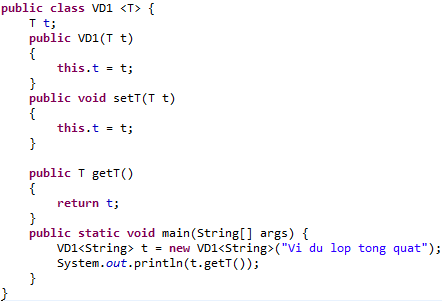 public class VD1 <T> {
    T t;
    public VD1(T t)
    {
        this.t = t;
    }
    public void setT(T t)
    {
        this.t = t;
    }

    public T getT()
    {
        return t;
    }
    public static void main(String[] args) {
        VD1<String> t = new VD1<String>("Vi du lop tong quat");
        System.out.println(t.getT());
    }
}